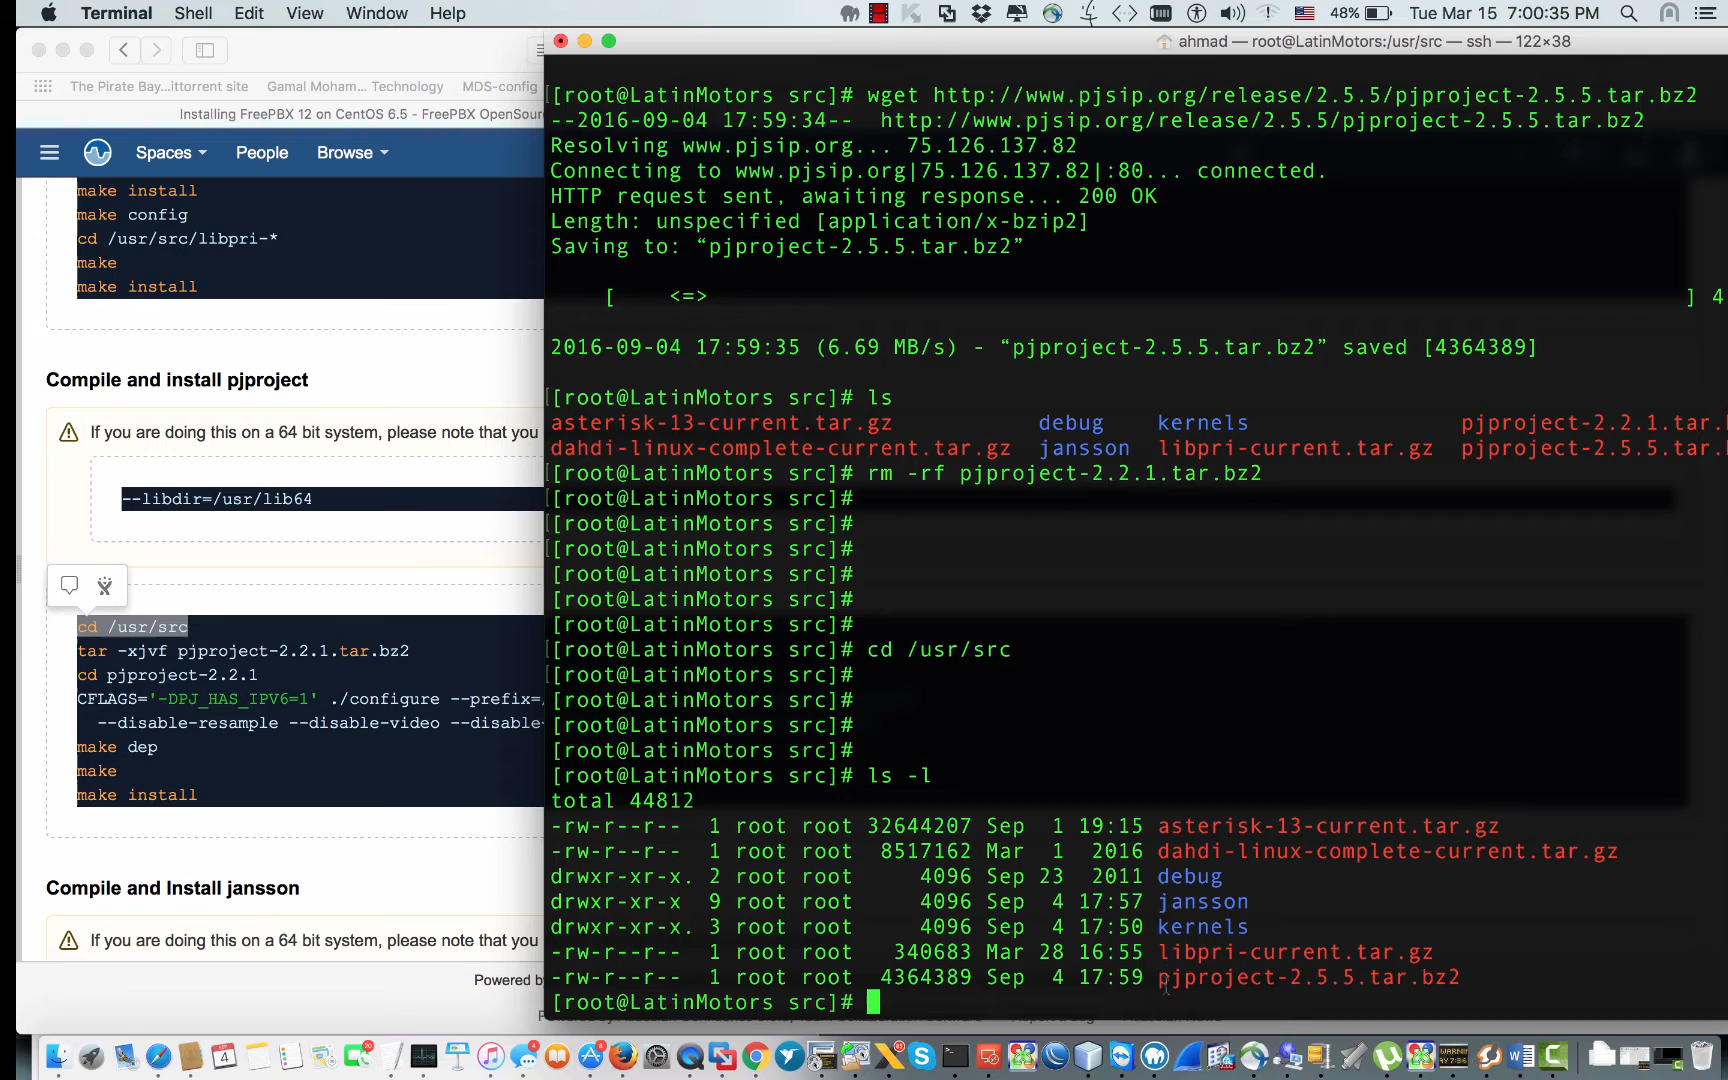 Terminal Shell Edit View Window Help 48% Tue Mar 15 7:00:35 PM
ahmad — root@LatinMotors:/usr/src — ssh — 122×38
The Pirate Bay...ittorrent site Gamal Moham... Technology MDS-config
Installing FreePBX 12 on CentOS 6.5 - FreePBX OpenSour
Spaces People Browse
make install
make config
cd /usr/src/libpri-*
make
make install
Compile and install pjproject
If you are doing this on a 64 bit system, please note that you
--libdir=/usr/lib64
cd /usr/src
tar -xjvf pjproject-2.2.1.tar.bz2
cd pjproject-2.2.1
CFLAGS='-DPJ_HAS_IPV6=1' ./configure --prefix=
--disable-resample --disable-video --disable-
make dep
make
make install
Compile and Install jansson
If you are doing this on a 64 bit system, please note that you
Powered by
[root@LatinMotors src]# wget http://www.pjsip.org/release/2.5.5/pjproject-2.5.5.tar.bz2
--2016-09-04 17:59:34-- http://www.pjsip.org/release/2.5.5/pjproject-2.5.5.tar.bz2
Resolving www.pjsip.org... 75.126.137.82
Connecting to www.pjsip.org|75.126.137.82|:80... connected.
HTTP request sent, awaiting response... 200 OK
Length: unspecified [application/x-bzip2]
Saving to: “pjproject-2.5.5.tar.bz2”
[ <=> ] 4
2016-09-04 17:59:35 (6.69 MB/s) - “pjproject-2.5.5.tar.bz2” saved [4364389]
[root@LatinMotors src]# ls
asterisk-13-current.tar.gz debug kernels pjproject-2.2.1.tar.
dahdi-linux-complete-current.tar.gz jansson libpri-current.tar.gz pjproject-2.5.5.tar.
[root@LatinMotors src]# rm -rf pjproject-2.2.1.tar.bz2
[root@LatinMotors src]#
[root@LatinMotors src]#
[root@LatinMotors src]#
[root@LatinMotors src]#
[root@LatinMotors src]#
[root@LatinMotors src]#
[root@LatinMotors src]# cd /usr/src
[root@LatinMotors src]#
[root@LatinMotors src]#
[root@LatinMotors src]#
[root@LatinMotors src]#
[root@LatinMotors src]# ls -l
total 44812
-rw-r--r-- 1 root root 32644207 Sep 1 19:15 asterisk-13-current.tar.gz
-rw-r--r-- 1 root root 8517162 Mar 1 2016 dahdi-linux-complete-current.tar.gz
drwxr-xr-x. 2 root root 4096 Sep 23 2011 debug
drwxr-xr-x 9 root root 4096 Sep 4 17:57 jansson
drwxr-xr-x. 3 root root 4096 Sep 4 17:50 kernels
-rw-r--r-- 1 root root 340683 Mar 28 16:55 libpri-current.tar.gz
-rw-r--r-- 1 root root 4364389 Sep 4 17:59 pjproject-2.5.5.tar.bz2
[root@LatinMotors src]#